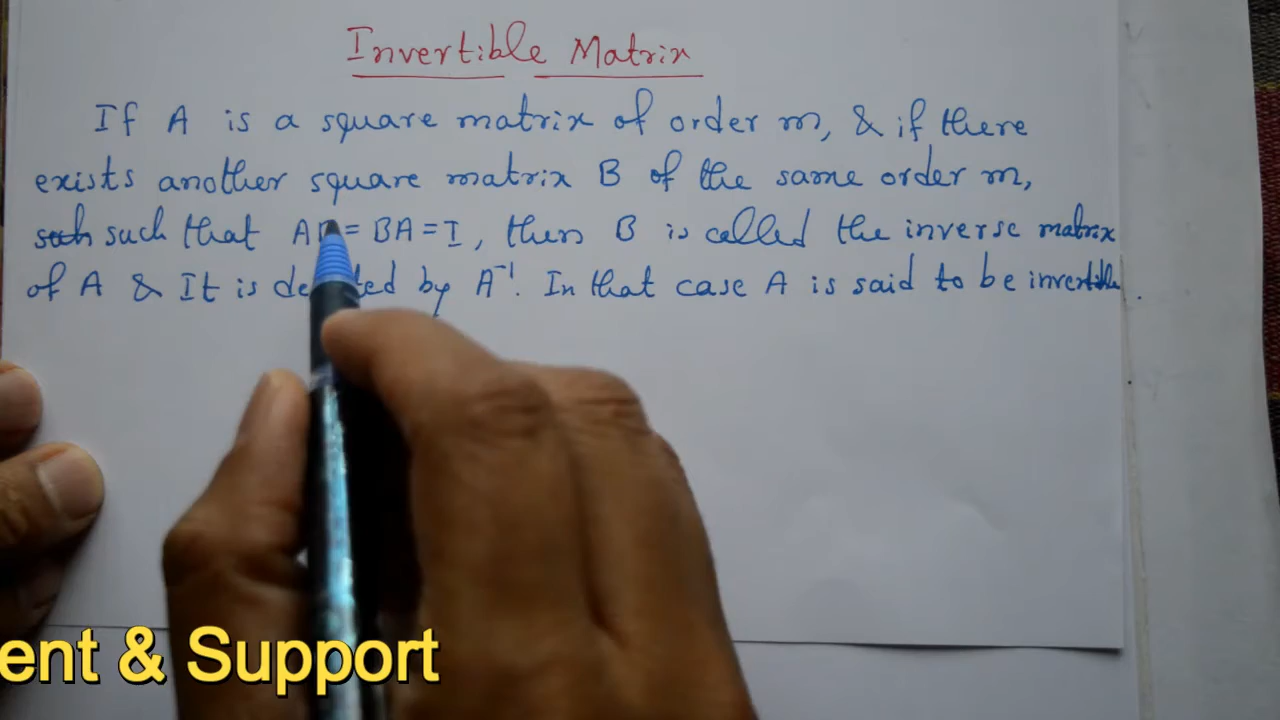 Invertible Matrix
If A is a square matrix of order m, & if there
exists another square matrix B of the same order m,
such that = BA = I, then B is called the inverse matrix
of A & It is by A⁻¹. In that case A is said to be invertible.
ent & Support